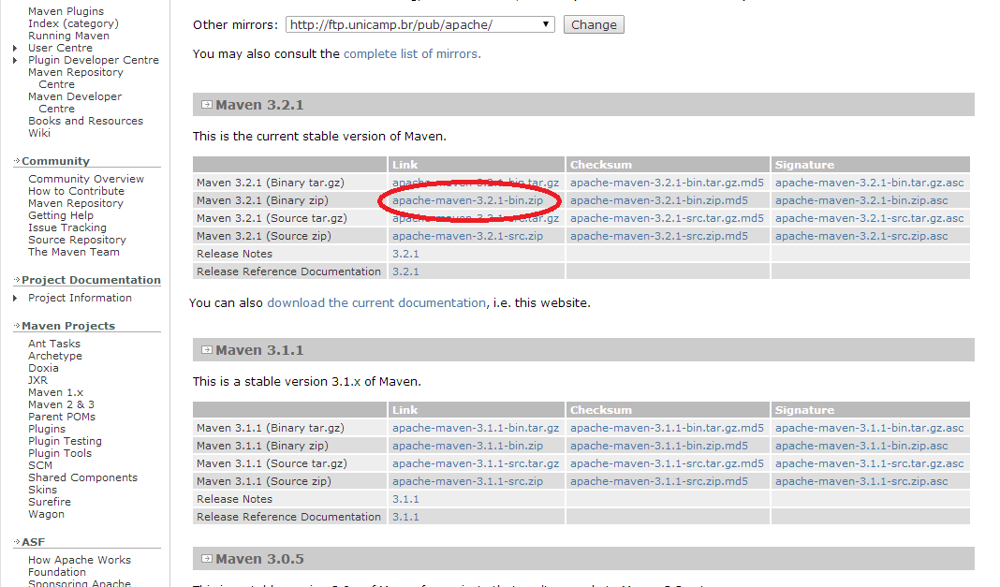 Maven Plugins
Index (category)
Running Maven
User Centre
Plugin Developer Centre
Maven Repository
Centre
Maven Developer
Centre
Books and Resources
Wiki
Community
Community Overview
How to Contribute
Maven Repository
Getting Help
Issue Tracking
Source Repository
The Maven Team
Project Documentation
Project Information
Maven Projects
Ant Tasks
Archetype
Doxia
JXR
Maven 1.x
Maven 2 & 3
Parent POMs
Plugins
Plugin Testing
Plugin Tools
SCM
Shared Components
Skins
Surefire
Wagon
ASF
How Apache Works
Foundation
Sponsoring Apache
Other mirrors: http://ftp.unicamp.br/pub/apache/ Change
You may also consult the complete list of mirrors.
Maven 3.2.1
This is the current stable version of Maven.
Link Checksum Signature
Maven 3.2.1 (Binary tar.gz) apache-maven-3.2.1-bin.tar.gz apache-maven-3.2.1-bin.tar.gz.md5 apache-maven-3.2.1-bin.tar.gz.asc
Maven 3.2.1 (Binary zip) apache-maven-3.2.1-bin.zip apache-maven-3.2.1-bin.zip.md5 apache-maven-3.2.1-bin.zip.asc
Maven 3.2.1 (Source tar.gz) apache-maven-3.2.1-src.tar.gz apache-maven-3.2.1-src.tar.gz.md5 apache-maven-3.2.1-src.tar.gz.asc
Maven 3.2.1 (Source zip) apache-maven-3.2.1-src.zip apache-maven-3.2.1-src.zip.md5 apache-maven-3.2.1-src.zip.asc
Release Notes 3.2.1
Release Reference Documentation 3.2.1
You can also download the current documentation, i.e. this website.
Maven 3.1.1
This is a stable version 3.1.x of Maven.
Link Checksum Signature
Maven 3.1.1 (Binary tar.gz) apache-maven-3.1.1-bin.tar.gz apache-maven-3.1.1-bin.tar.gz.md5 apache-maven-3.1.1-bin.tar.gz.asc
Maven 3.1.1 (Binary zip) apache-maven-3.1.1-bin.zip apache-maven-3.1.1-bin.zip.md5 apache-maven-3.1.1-bin.zip.asc
Maven 3.1.1 (Source tar.gz) apache-maven-3.1.1-src.tar.gz apache-maven-3.1.1-src.tar.gz.md5 apache-maven-3.1.1-src.tar.gz.asc
Maven 3.1.1 (Source zip) apache-maven-3.1.1-src.zip apache-maven-3.1.1-src.zip.md5 apache-maven-3.1.1-src.zip.asc
Release Notes 3.1.1
Release Reference Documentation 3.1.1
Maven 3.0.5